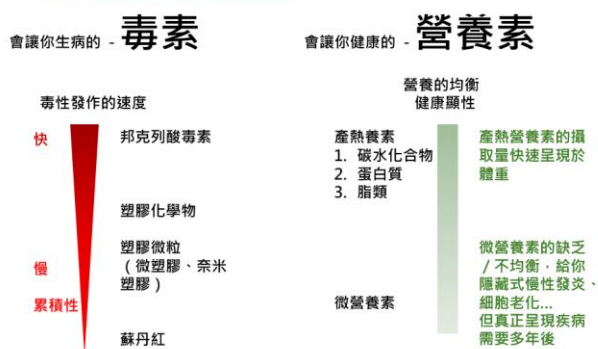 會讓你生病的 - 毒素
毒性發作的速度
快
邦克列酸毒素
塑膠化學物
塑膠微粒
（微塑膠、奈米
塑膠）
慢
累積性
蘇丹紅
會讓你健康的 - 營養素
營養的均衡
健康顯性
產熱養素
1. 碳水化合物
2. 蛋白質
3. 脂類
產熱營養素的攝
取量快速呈現於
體重
微營養素
微營養素的缺乏
/不均衡，給你
隱藏式慢性發炎、
細胞老化...
但真正呈現疾病
需要多年後